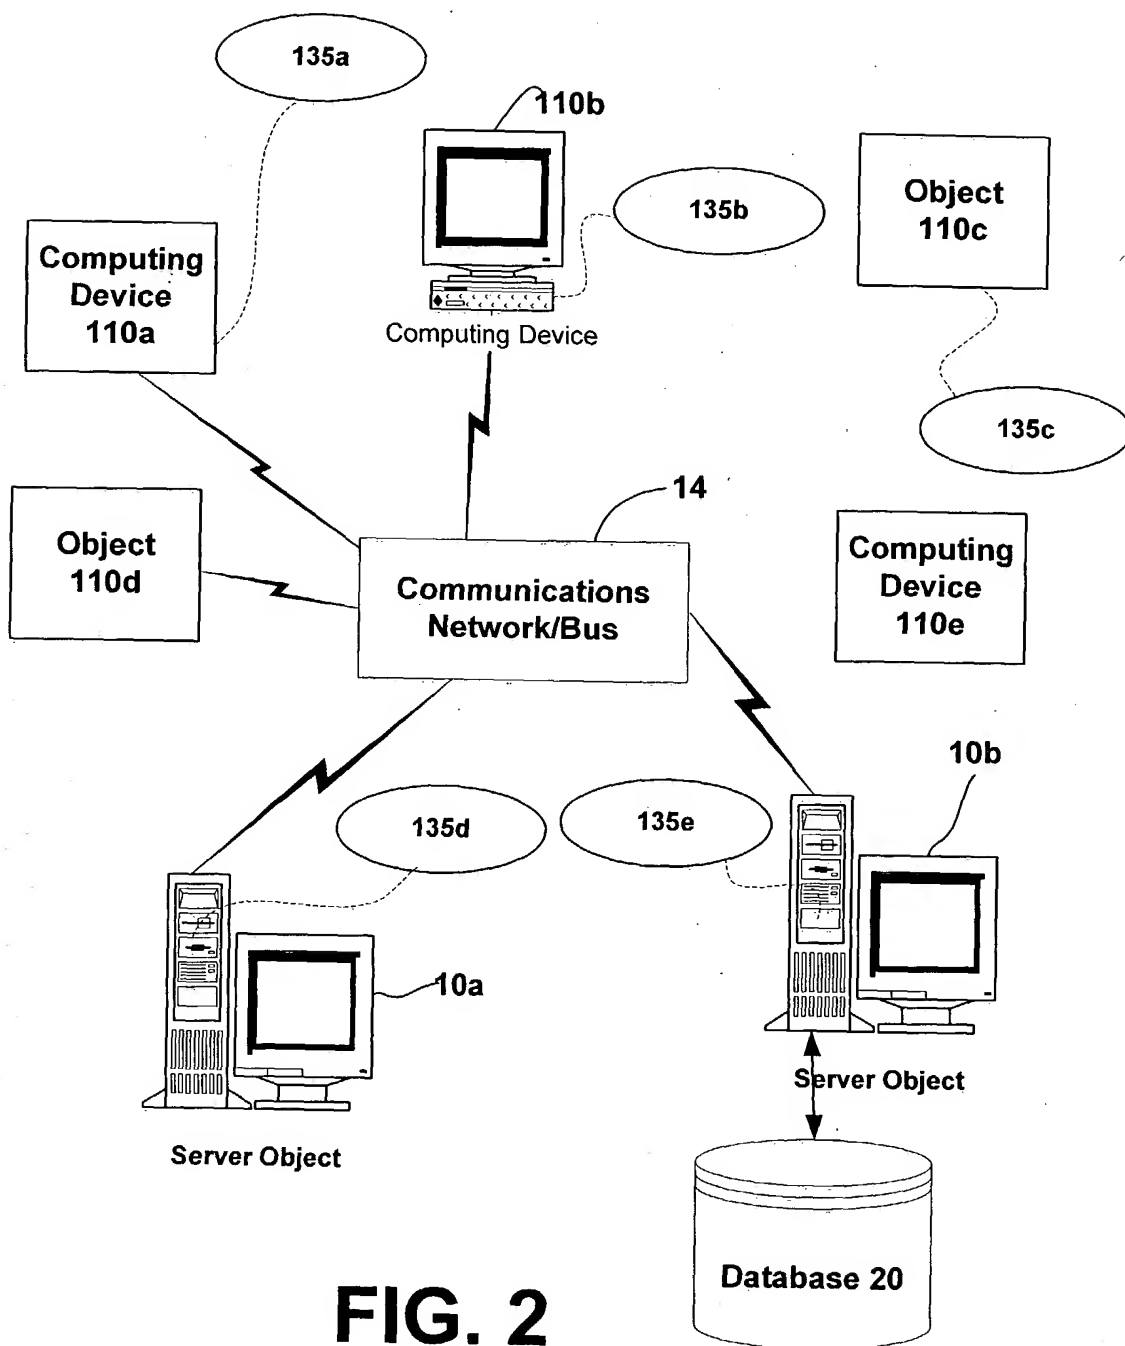 135a
110b
135b
Object
110c
Computing
Device
110a
Computing Device
135c
14
Object
110d
Communications
Network/Bus
Computing
Device
110e
10b
135d
135e
10a
Server Object
Server Object
Database 20
FIG. 2